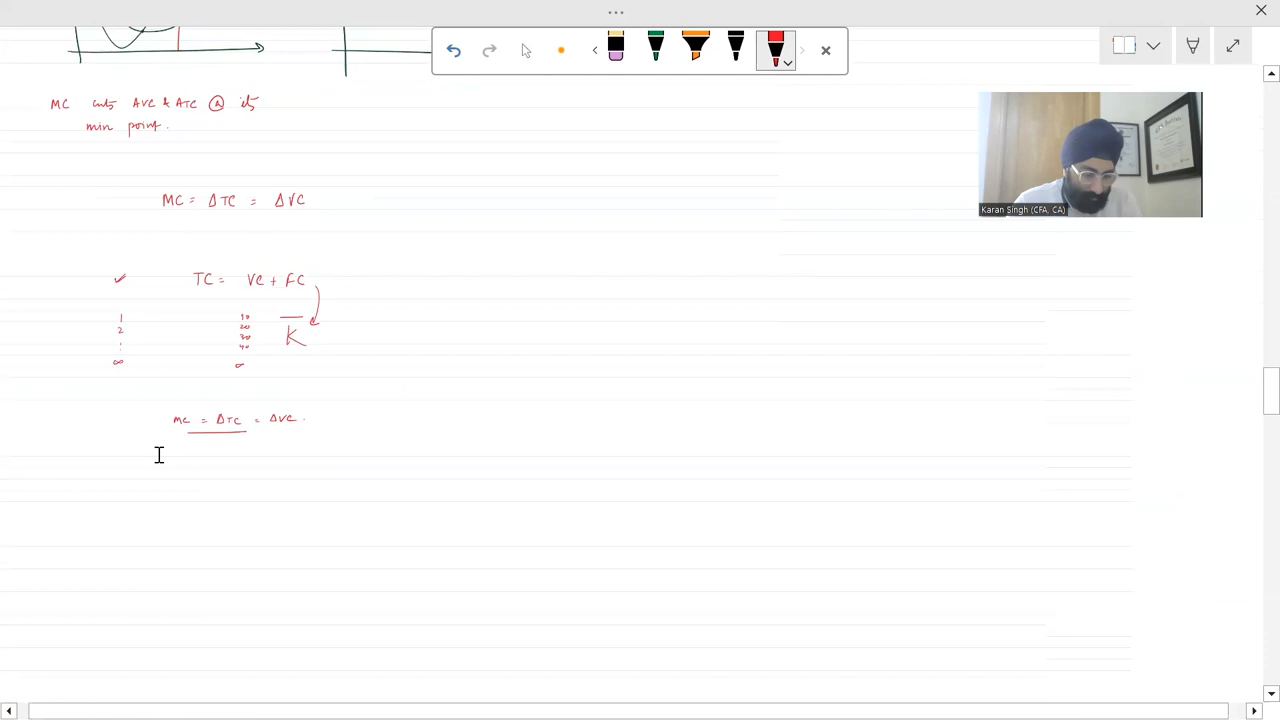 MC cuts AVC & ATC @ its
min point.
MC = ΔTC = ΔVC
✓ TC = VC + FC
1 10 K
2 20
: 30
40
∞ ∞
MC = ΔTC = ΔVC.
Karan Singh (CFA, CA)